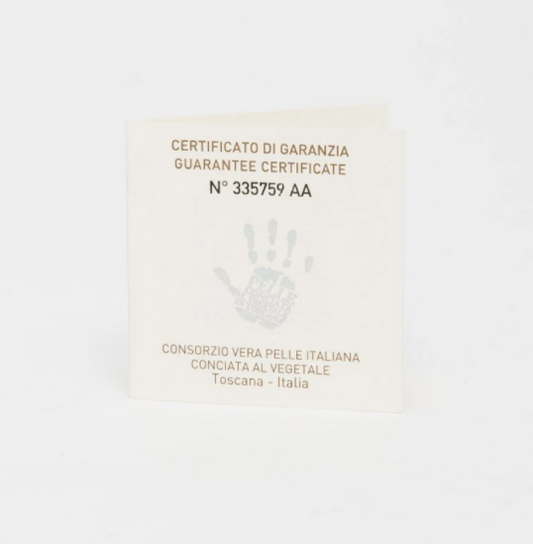 CERTIFICATO DI GARANZIA
GUARANTEE CERTIFICATE
N° 335759 AA
CONSORZIO VERA PELLE ITALIANA
CONCIATA AL VEGETALE
Toscana - Italia